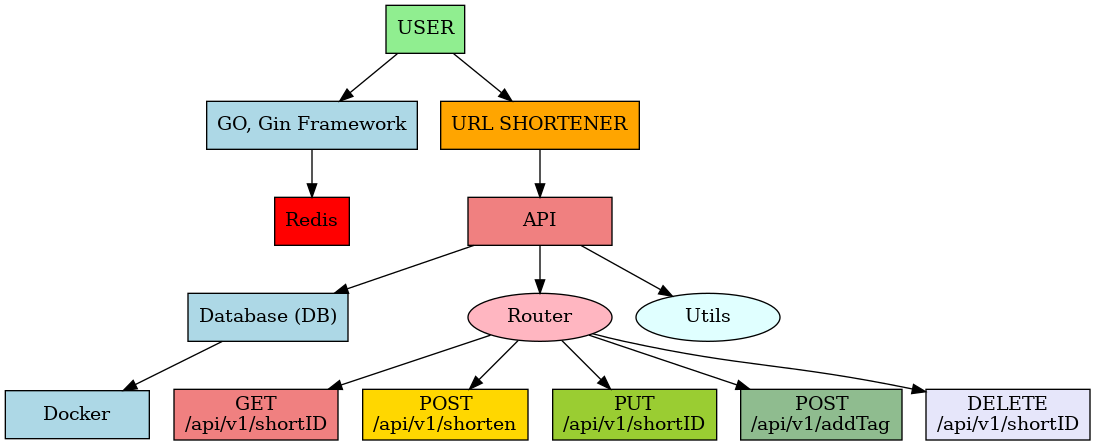 USER
GO, Gin Framework
URL SHORTENER
Redis
API
Database (DB)
Router
Utils
Docker
GET
/api/v1/shortID
POST
/api/v1/shorten
PUT
/api/v1/shortID
POST
/api/v1/addTag
DELETE
/api/v1/shortID